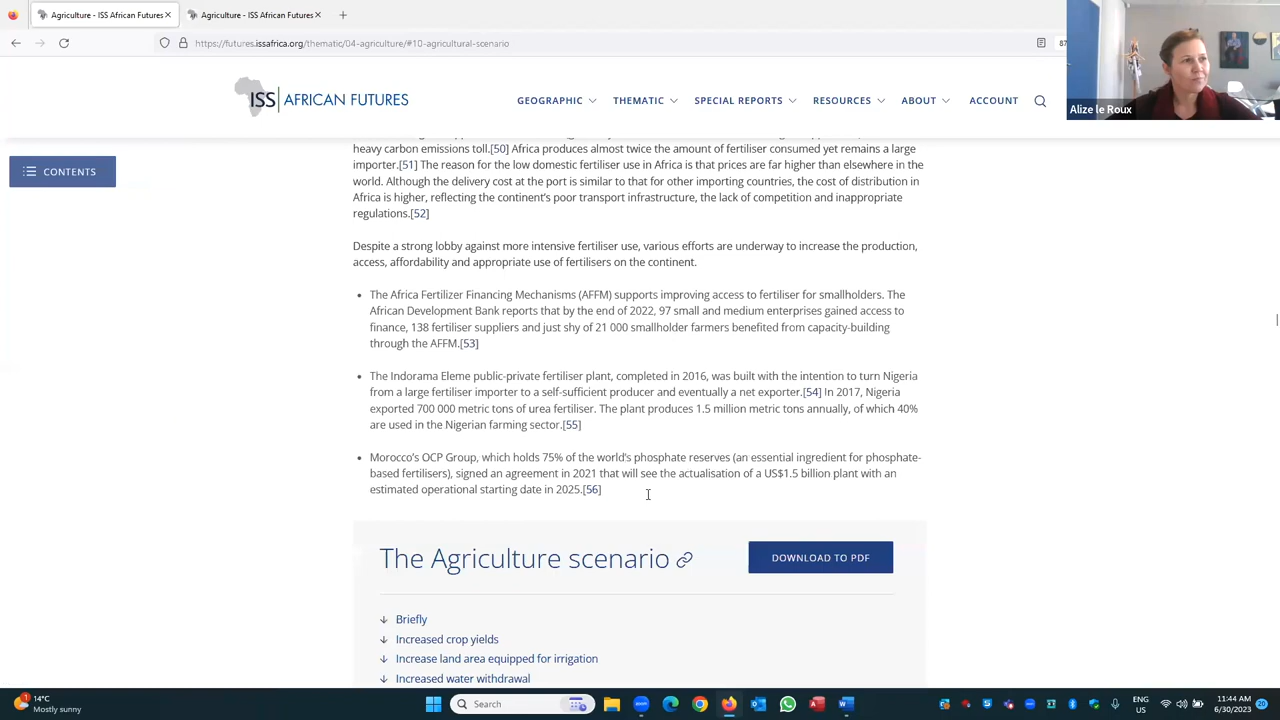 Agriculture - ISS African Futures
Agriculture - ISS African Futures
https://futures.issafrica.org/thematic/04-agriculture/#10-agricultural-scenario
87
ISS AFRICAN FUTURES
GEOGRAPHIC
THEMATIC
SPECIAL REPORTS
RESOURCES
ABOUT
ACCOUNT
Alize le Roux
CONTENTS
heavy carbon emissions toll.[50] Africa produces almost twice the amount of fertiliser consumed yet remains a large
importer.[51] The reason for the low domestic fertiliser use in Africa is that prices are far higher than elsewhere in the
world. Although the delivery cost at the port is similar to that for other importing countries, the cost of distribution in
Africa is higher, reflecting the continent's poor transport infrastructure, the lack of competition and inappropriate
regulations.[52]
Despite a strong lobby against more intensive fertiliser use, various efforts are underway to increase the production,
access, affordability and appropriate use of fertilisers on the continent.
The Africa Fertilizer Financing Mechanisms (AFFM) supports improving access to fertiliser for smallholders. The
African Development Bank reports that by the end of 2022, 97 small and medium enterprises gained access to
finance, 138 fertiliser suppliers and just shy of 21 000 smallholder farmers benefited from capacity-building
through the AFFM.[53]
The Indorama Eleme public-private fertiliser plant, completed in 2016, was built with the intention to turn Nigeria
from a large fertiliser importer to a self-sufficient producer and eventually a net exporter.[54] In 2017, Nigeria
exported 700 000 metric tons of urea fertiliser. The plant produces 1.5 million metric tons annually, of which 40%
are used in the Nigerian farming sector.[55]
Morocco's OCP Group, which holds 75% of the world's phosphate reserves (an essential ingredient for phosphate-
based fertilisers), signed an agreement in 2021 that will see the actualisation of a US$1.5 billion plant with an
estimated operational starting date in 2025.[56]
The Agriculture scenario
DOWNLOAD TO PDF
Briefly
Increased crop yields
Increase land area equipped for irrigation
Increased water withdrawal
14°C
Mostly sunny
Search
ENG
US
11:44 AM
6/30/2023
20